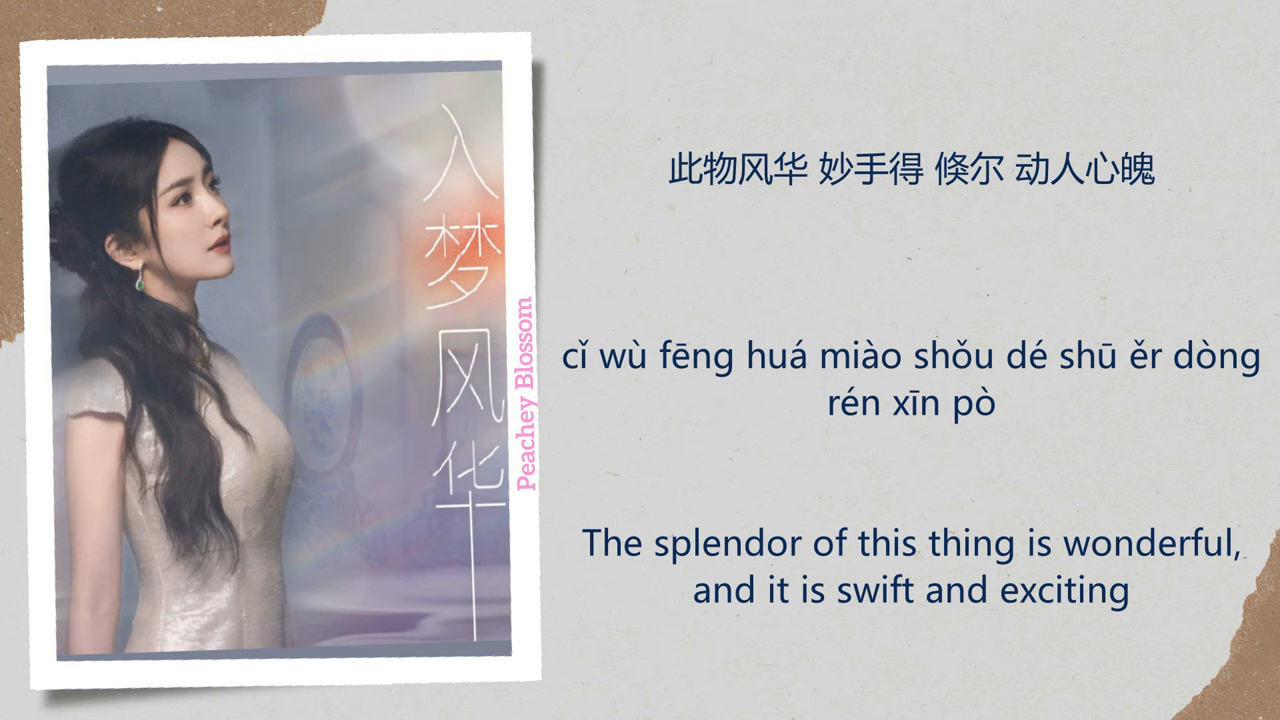 入梦风华
Peachey Blossom
此物风华 妙手得 倏尔 动人心魄
cǐ wù fēng huá miào shǒu dé shū ěr dòng
rén xīn pò
The splendor of this thing is wonderful,
and it is swift and exciting